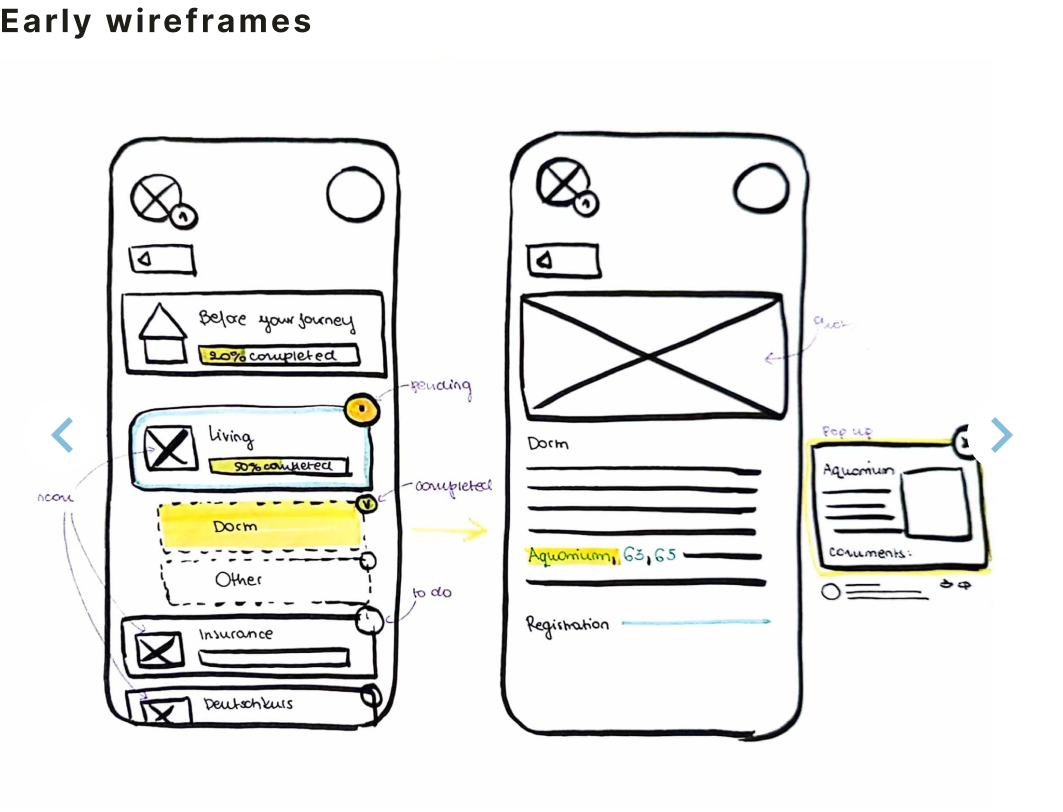 Early wireframes
Before your journey
20% completed
pending
Living
50% completed
icon
completed
Dorm
Other
to do
Insurance
Deutschkurs
Dorm
Aquarium, 63, 65
Registration
Pop up
Aquarium
comments: